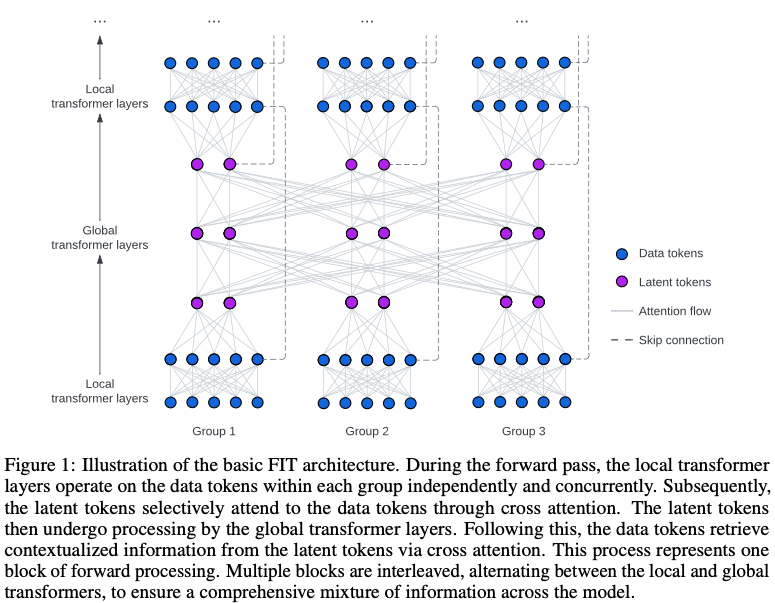 ...
...
...
...
Local
transformer layers
Global
transformer layers
Data tokens
Latent tokens
Attention flow
Skip connection
Local
transformer layers
Group 1
Group 2
Group 3
Figure 1: Illustration of the basic FIT architecture. During the forward pass, the local transformer
layers operate on the data tokens within each group independently and concurrently. Subsequently,
the latent tokens selectively attend to the data tokens through cross attention. The latent tokens
then undergo processing by the global transformer layers. Following this, the data tokens retrieve
contextualized information from the latent tokens via cross attention. This process represents one
block of forward processing. Multiple blocks are interleaved, alternating between the local and global
transformers, to ensure a comprehensive mixture of information across the model.